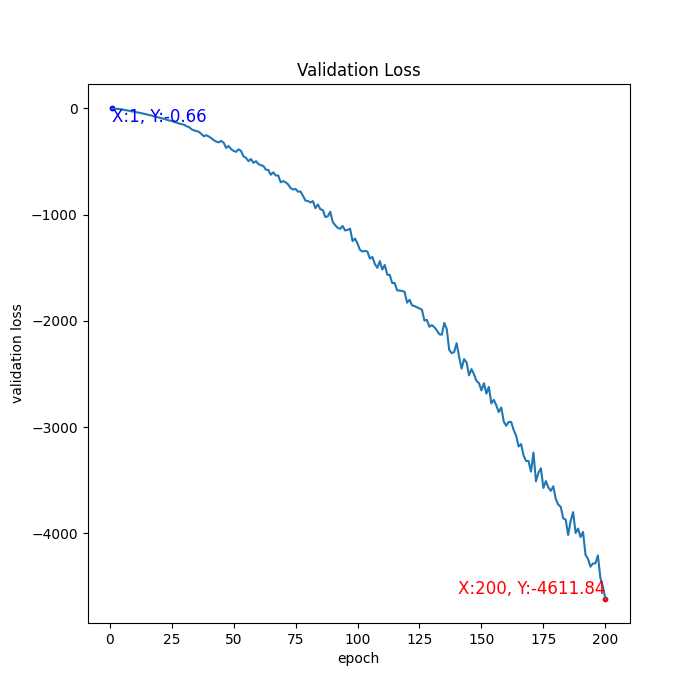 Validation Loss
0
X:1, Y:-0.66
−1000
−2000
−3000
−4000
validation loss
X:200, Y:-4611.84
0 25 50 75 100 125 150 175 200
epoch